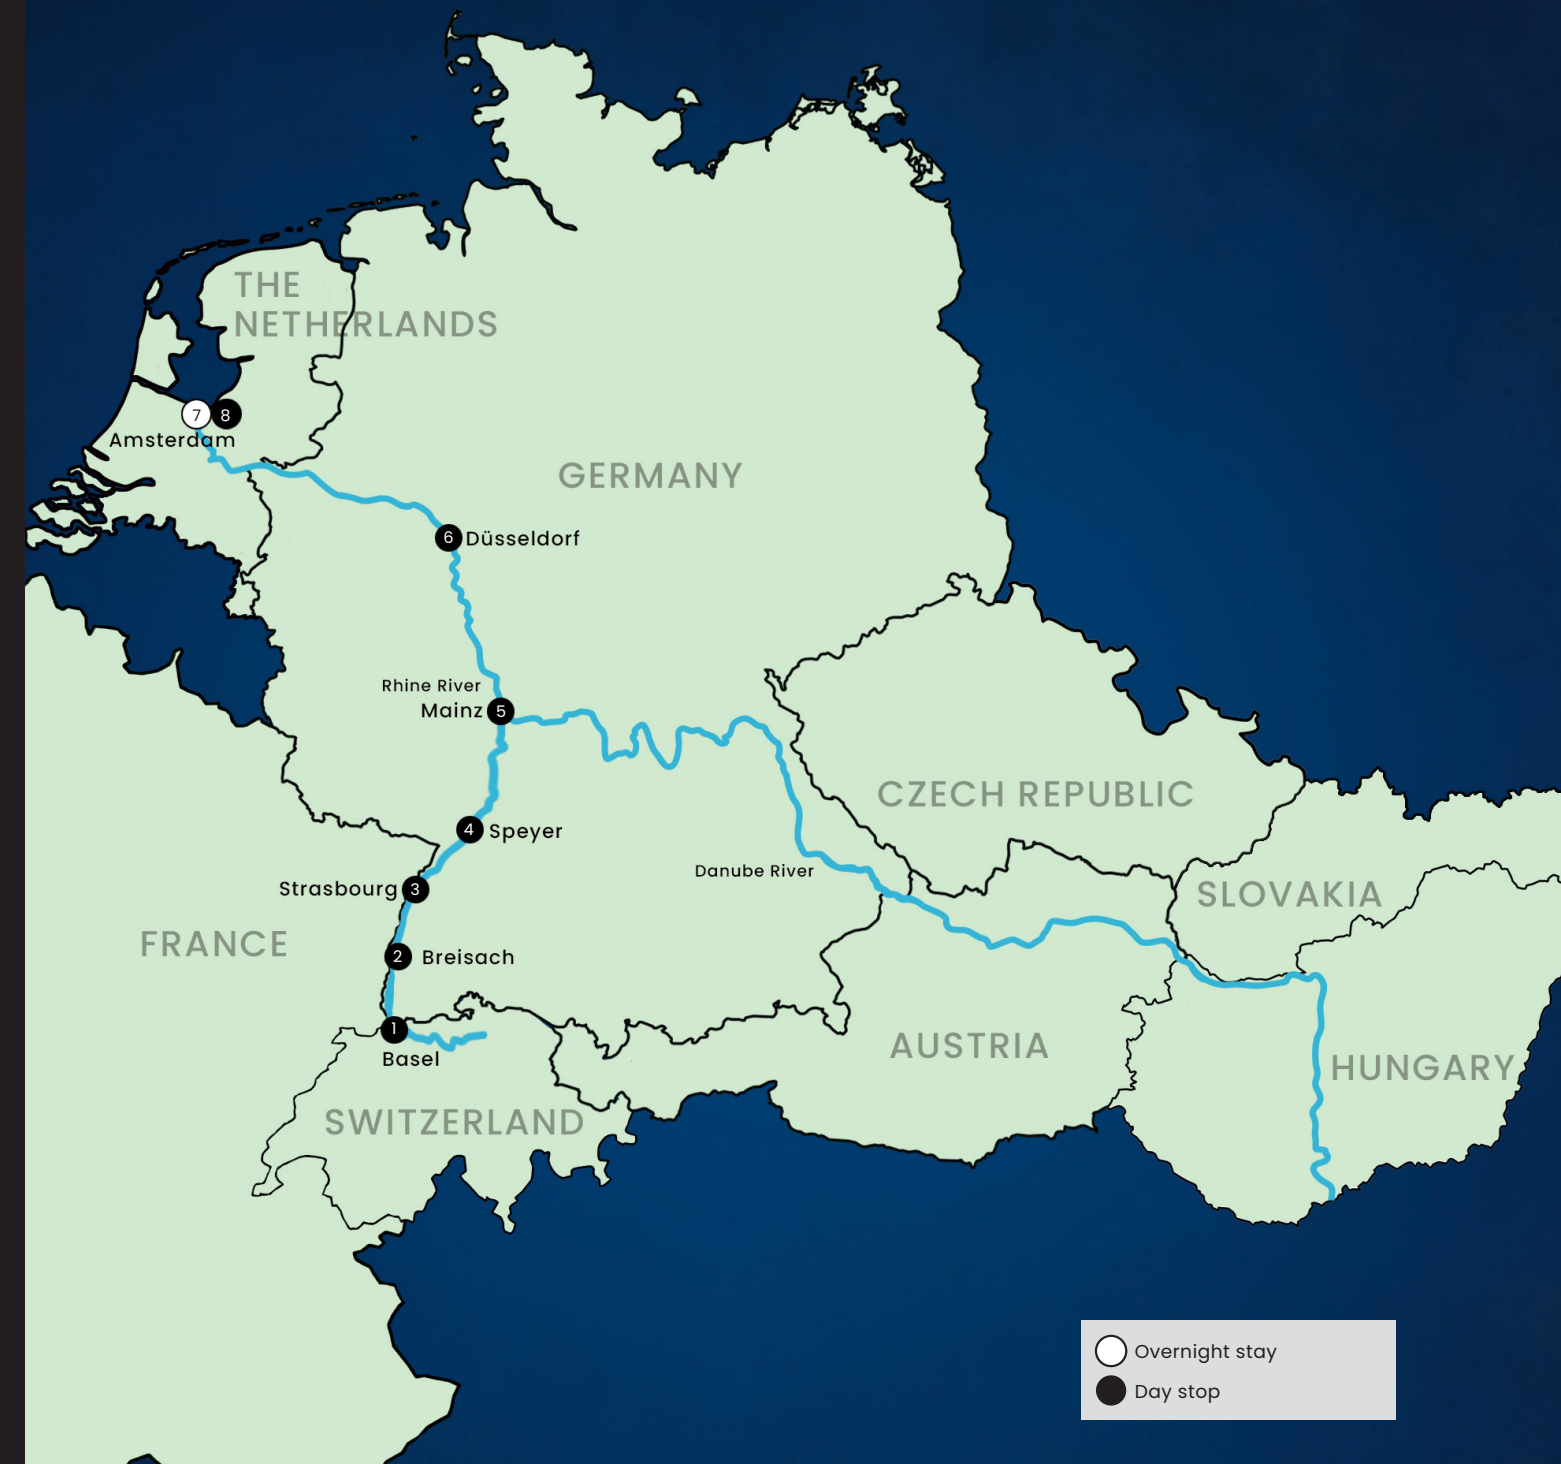 THE
NETHERLANDS
7 8
Amsterdam
GERMANY
6 Düsseldorf
Rhine River
Mainz 5
CZECH REPUBLIC
4 Speyer
Danube River
Strasbourg 3
SLOVAKIA
FRANCE
2 Breisach
1
Basel
AUSTRIA
HUNGARY
SWITZERLAND
Overnight stay
Day stop